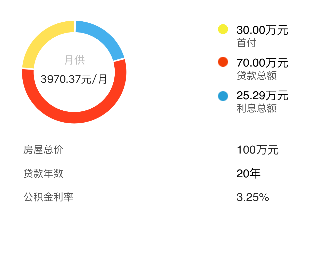 月供
3970.37元/月
30.00万元
首付
70.00万元
贷款总额
25.29万元
利息总额
房屋总价 100万元
贷款年数 20年
公积金利率 3.25%